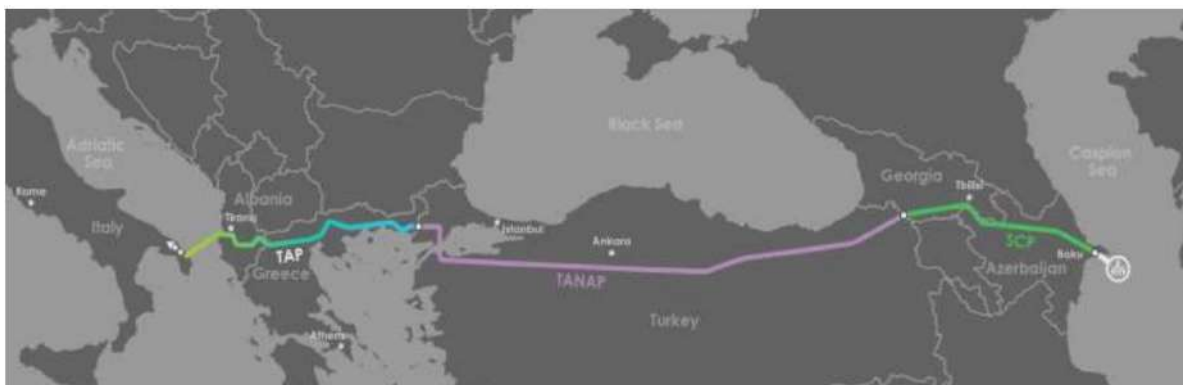 Adriatic
Sea
Rome
Italy
Albania
Tirana
TAP
Greece
Athens
Istanbul
Black Sea
Ankara
TANAP
Turkey
Georgia
Tbilisi
SCP
Azerbaijan
Baku
Caspian
Sea